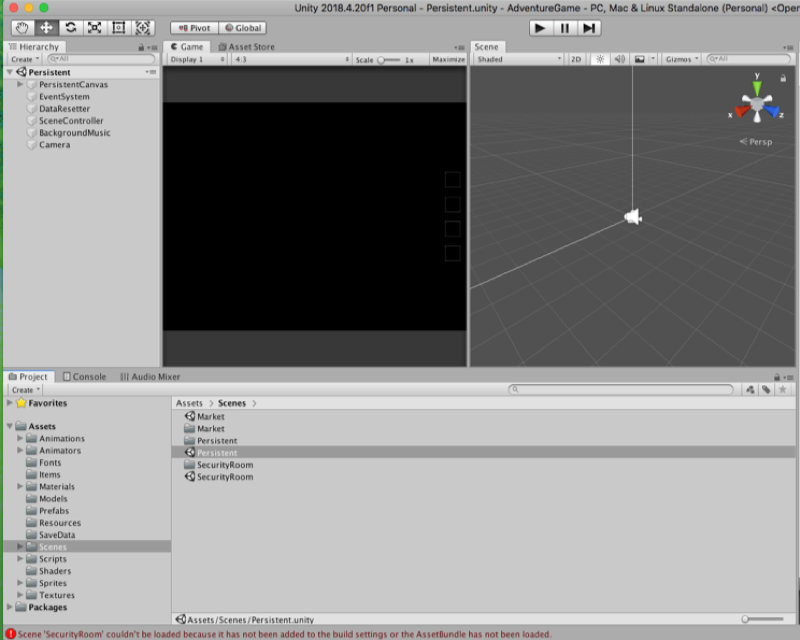 Unity 2018.4.20f1 Personal - Persistent.unity - AdventureGame - PC, Mac & Linux Standalone (Personal) <Oper
Pivot Global
Hierarchy
Create All
Persistent
PersistentCanvas
EventSystem
DataResetter
SceneController
BackgroundMusic
Camera
Game Asset Store
Display 1 4:3 Scale 1x Maximize
Scene
Shaded 2D Gizmos All
y
x
z
Persp
Project Console Audio Mixer
Create
Favorites
Assets
Animations
Animators
Fonts
Items
Materials
Models
Prefabs
Resources
SaveData
Scenes
Scripts
Shaders
Sprites
Textures
Packages
Assets > Scenes >
Market
Market
Persistent
Persistent
SecurityRoom
SecurityRoom
Assets/Scenes/Persistent.unity
Scene 'SecurityRoom' couldn't be loaded because it has not been added to the build settings or the AssetBundle has not been loaded.